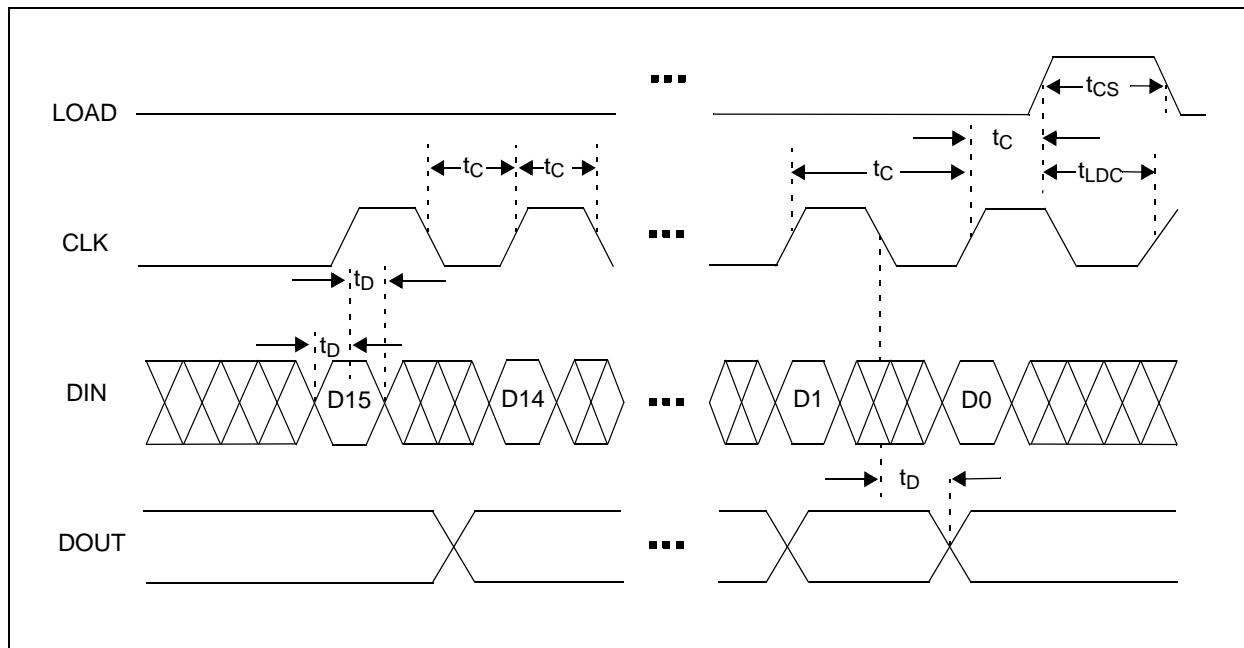 LOAD
tCS
tC
tC tC
tC
tLDC
CLK
tD
tD
DIN
D15 D14 D1 D0
tD
DOUT